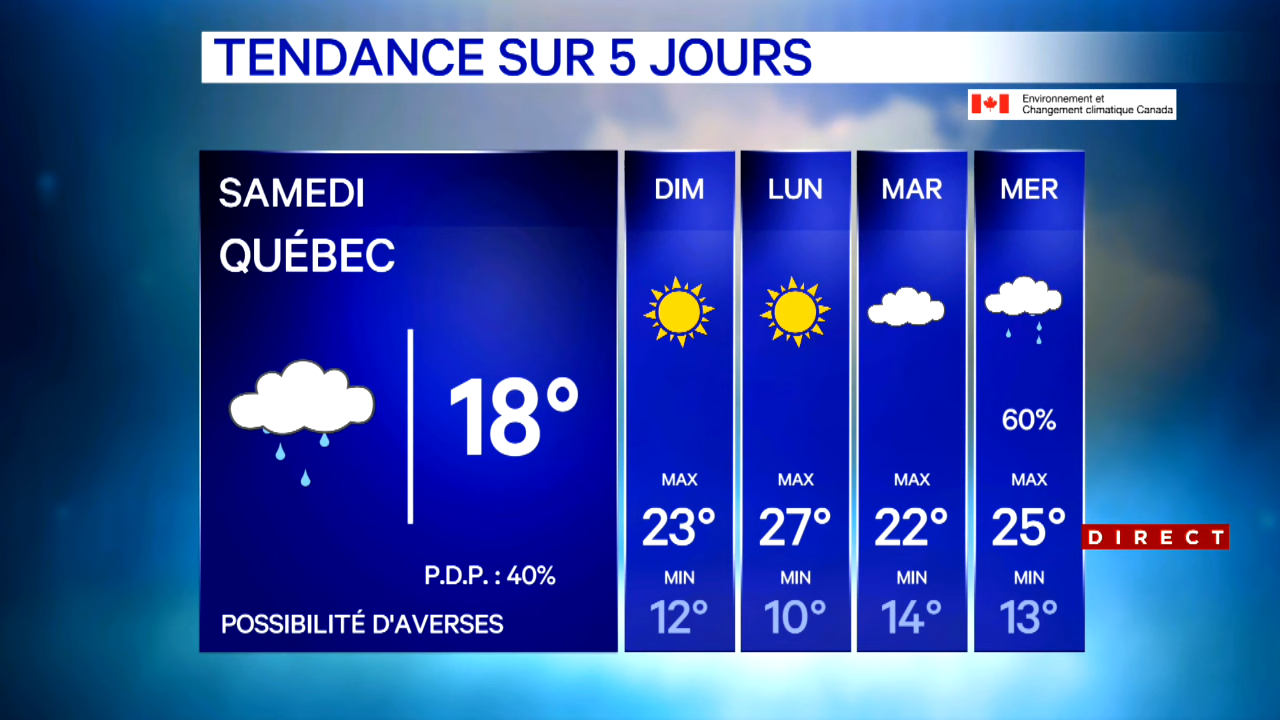 TENDANCE SUR 5 JOURS
Environnement et
Changement climatique Canada
SAMEDI
QUÉBEC
18°
P.D.P. : 40%
POSSIBILITÉ D'AVERSES
DIM
MAX
23°
MIN
12°
LUN
MAX
27°
MIN
10°
MAR
MAX
22°
MIN
14°
MER
60%
MAX
25°
MIN
13°
DIRECT